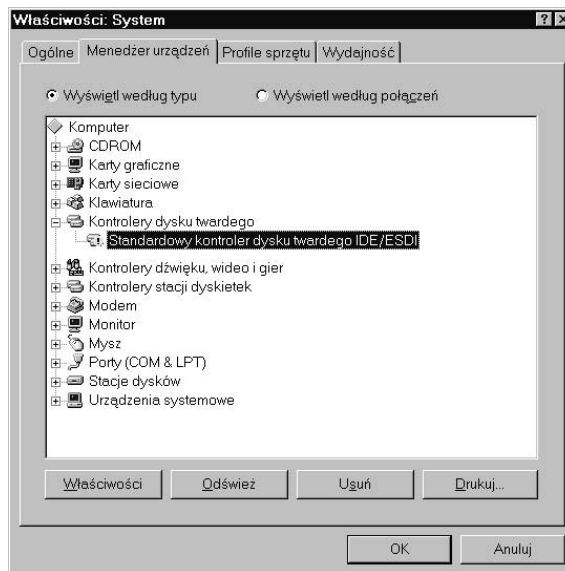 Właściwości: System
Ogólne Menedżer urządzeń Profile sprzętu Wydajność
Wyświetl według typu Wyświetl według połączeń
Komputer
CDROM
Karty graficzne
Karty sieciowe
Klawiatura
Kontrolery dysku twardego
Standardowy kontroler dysku twardego IDE/ESDI
Kontrolery dźwięku, wideo i gier
Kontrolery stacji dyskietek
Modem
Monitor
Mysz
Porty (COM & LPT)
Stacje dysków
Urządzenia systemowe
Właściwości Odśwież Usuń Drukuj...
OK Anuluj